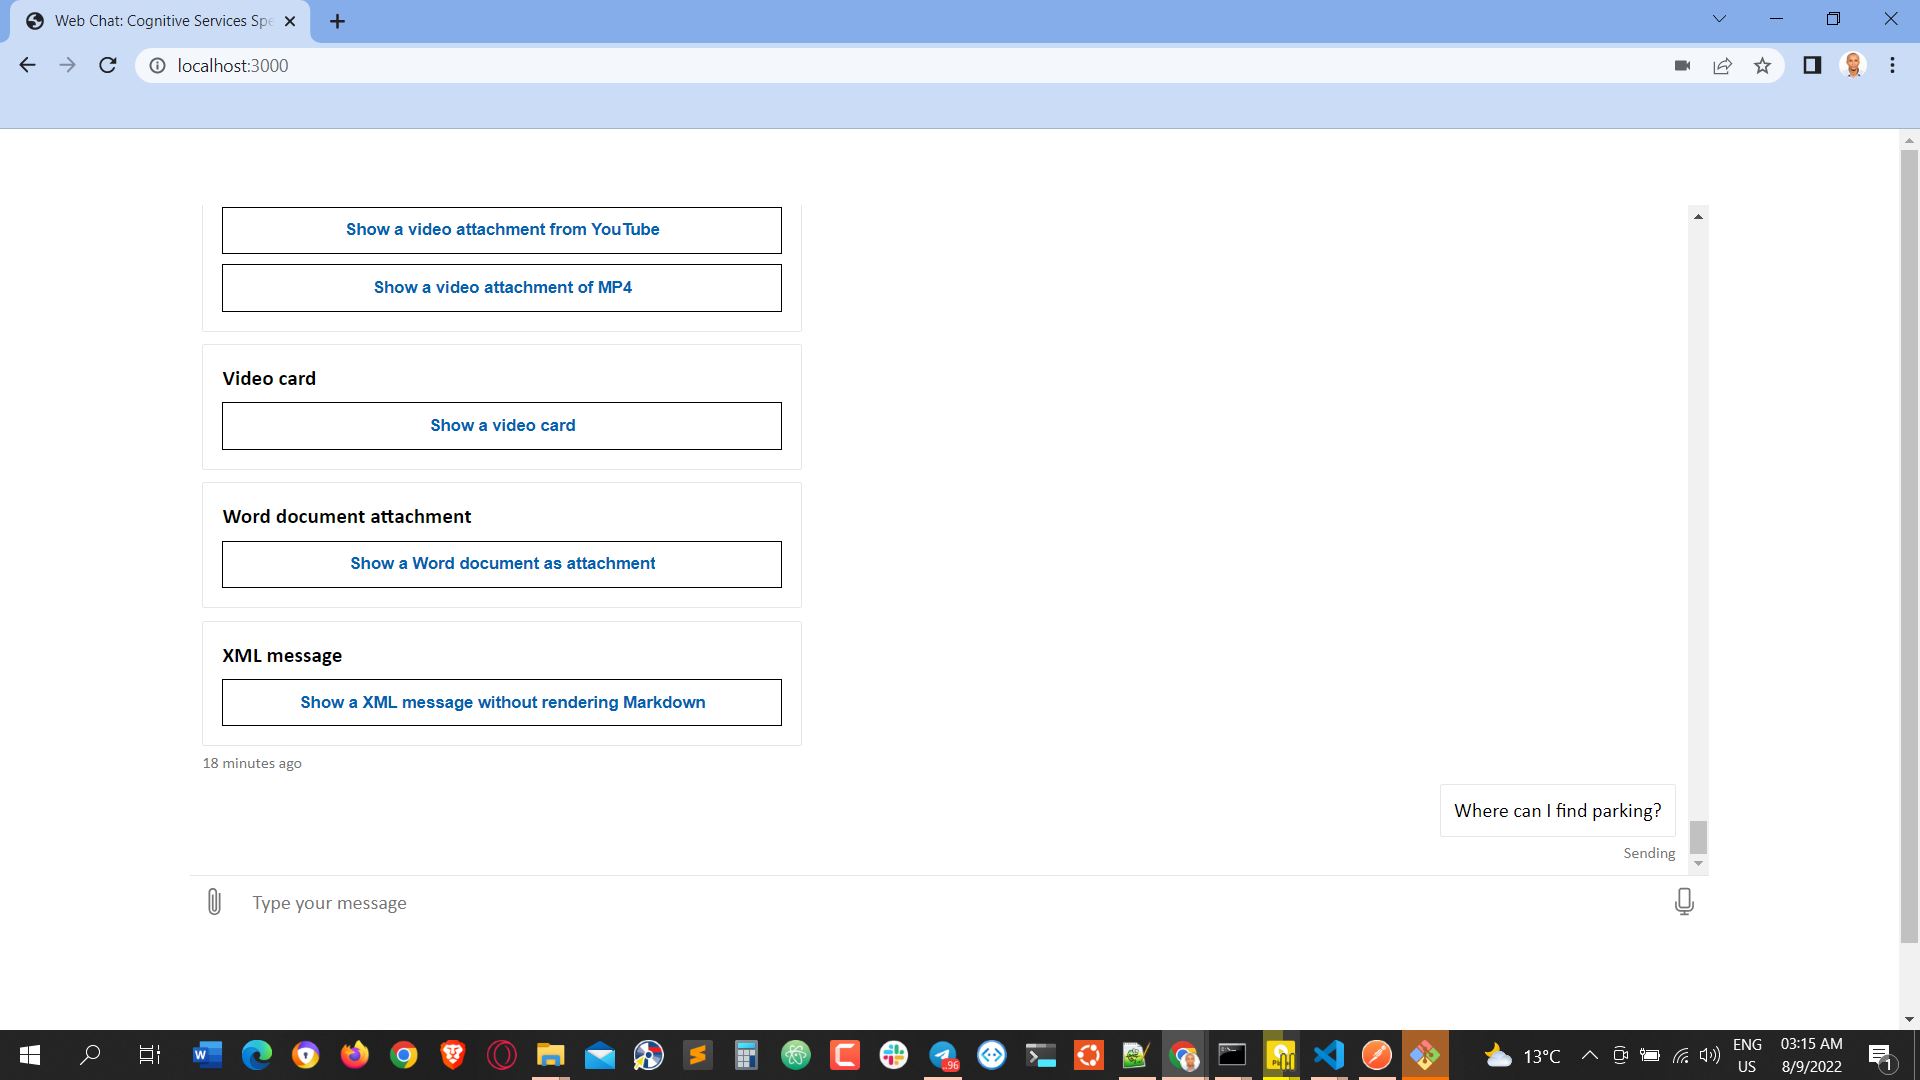 Web Chat: Cognitive Services Spe
localhost:3000
Show a video attachment from YouTube
Show a video attachment of MP4
Video card
Show a video card
Word document attachment
Show a Word document as attachment
XML message
Show a XML message without rendering Markdown
18 minutes ago
Where can I find parking?
Sending
Type your message
13°C
ENG
US
03:15 AM
8/9/2022
1